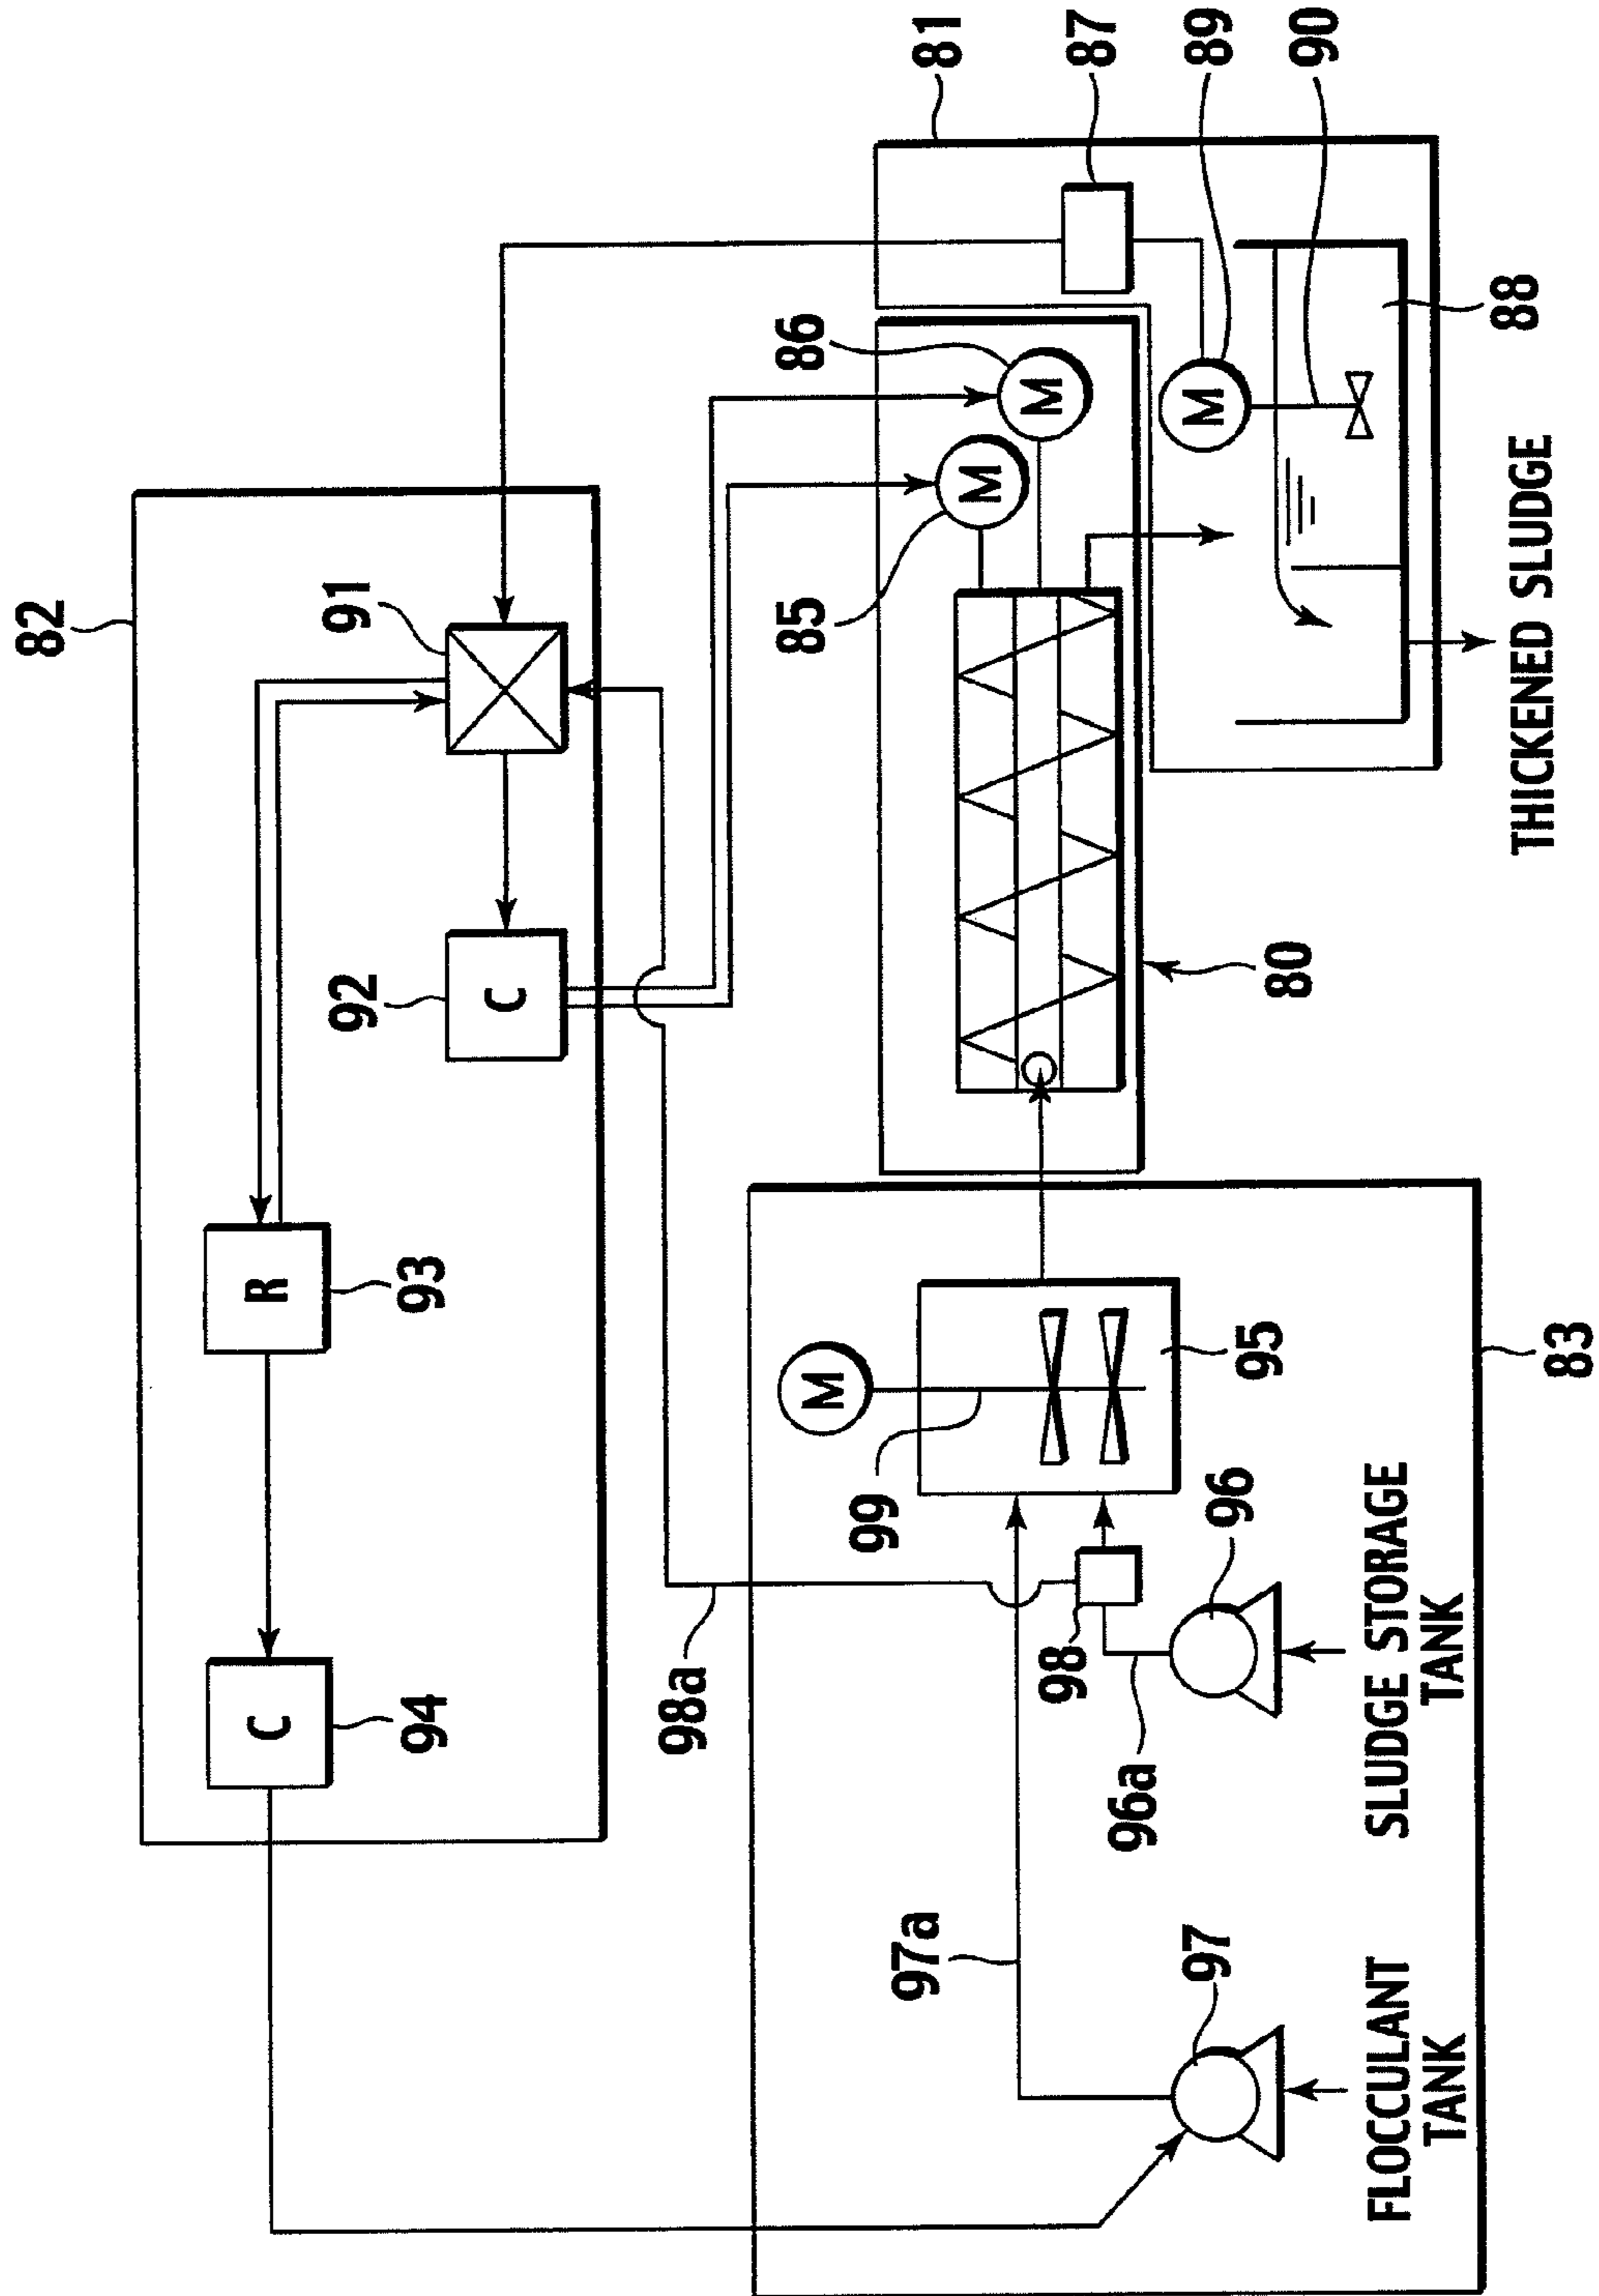 82
91
92
C
R
93
C
94
98a
81
87
89
90
86
M
M
85
M
88
80
THICKENED SLUDGE
M
99
95
83
98
96
96a
97a
97
SLUDGE STORAGE
TANK
FLOCCULANT
TANK